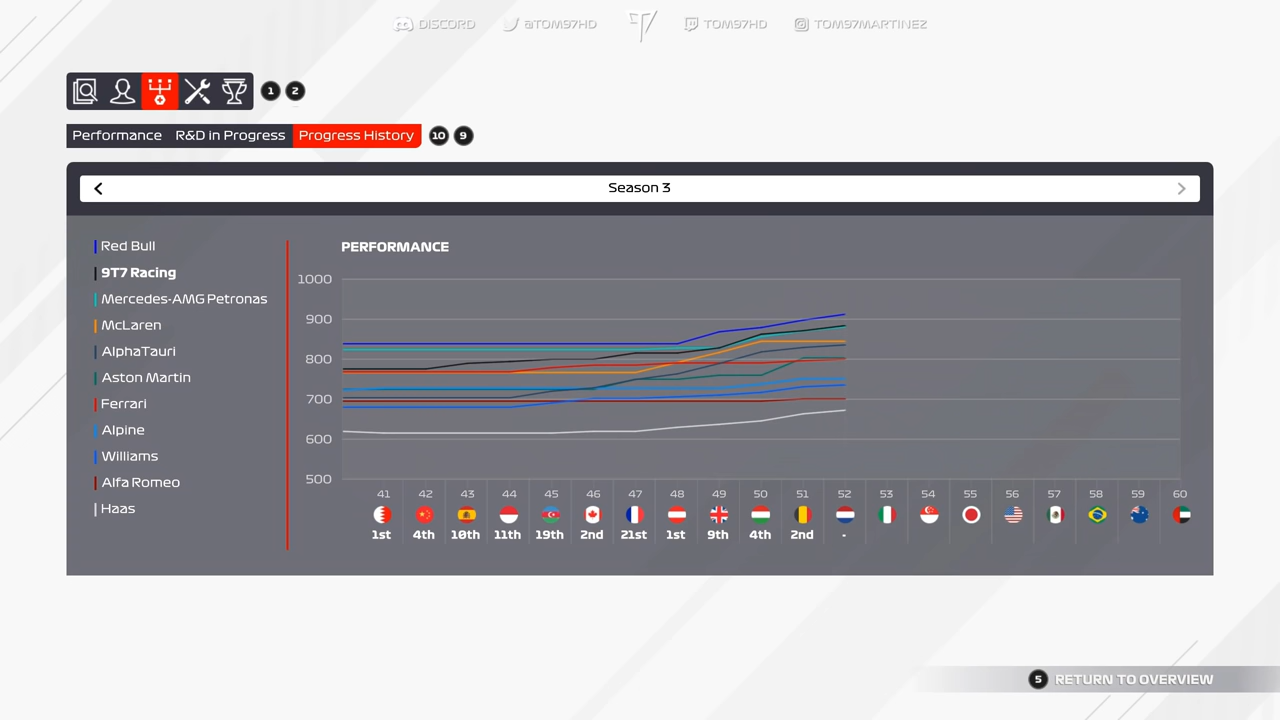 DISCORD @TOM97HD TOM97HD TOM97MARTINEZ
1 2
Performance R&D in Progress Progress History 10 9
Season 3
Red Bull
9T7 Racing
Mercedes-AMG Petronas
McLaren
AlphaTauri
Aston Martin
Ferrari
Alpine
Williams
Alfa Romeo
Haas
PERFORMANCE
1000
900
800
700
600
500
41 42 43 44 45 46 47 48 49 50 51 52 53 54 55 56 57 58 59 60
1st 4th 10th 11th 19th 2nd 21st 1st 9th 4th 2nd -
5 RETURN TO OVERVIEW